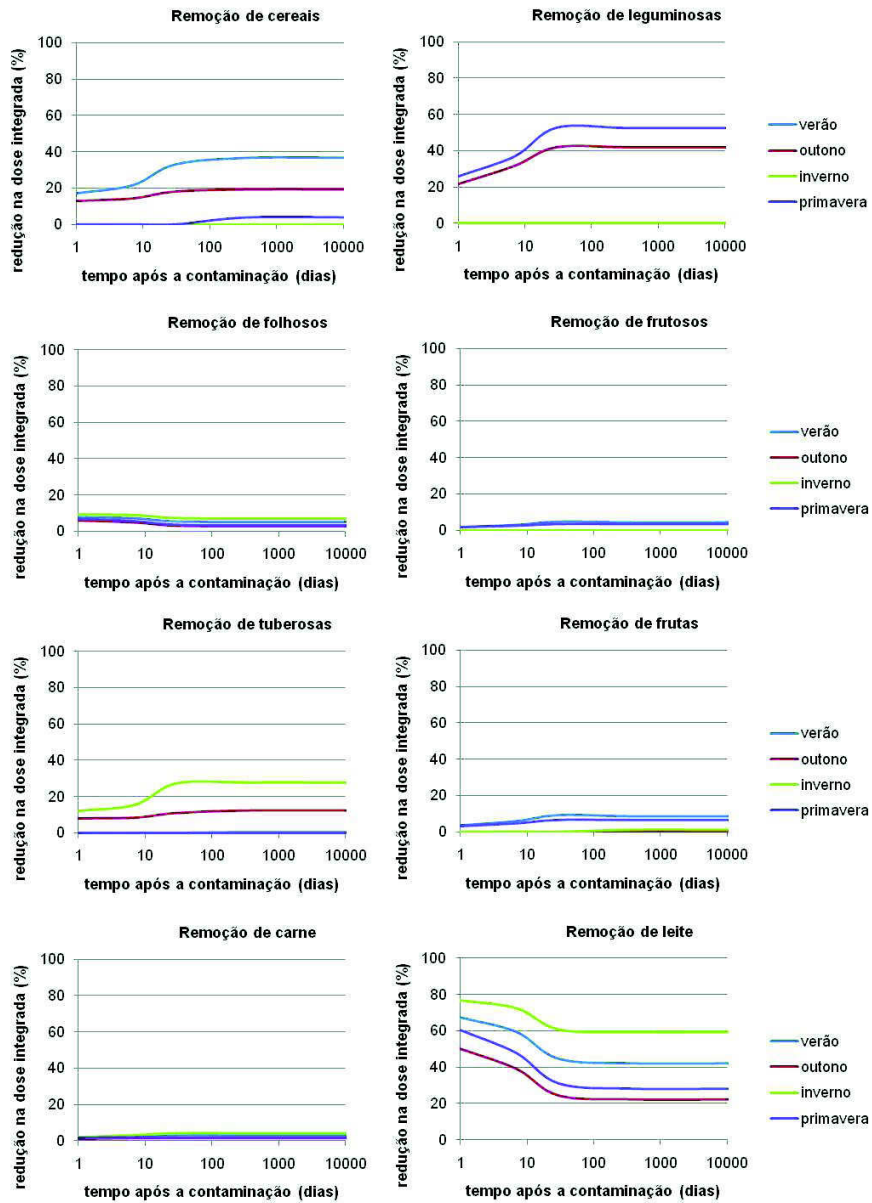 Remoção de cereais
redução na dose integrada (%)
100
80
60
40
20
0
1 10 100 1000 10000
tempo após a contaminação (dias)
Remoção de leguminosas
redução na dose integrada (%)
100
80
60
40
20
0
1 10 100 1000 10000
tempo após a contaminação (dias)
verão
outono
inverno
primavera
Remoção de folhosos
redução na dose integrada (%)
100
80
60
40
20
0
1 10 100 1000 10000
tempo após a contaminação (dias)
Remoção de frutosos
redução na dose integrada (%)
100
80
60
40
20
0
1 10 100 1000 10000
tempo após a contaminação (dias)
verão
outono
inverno
primavera
Remoção de tuberosas
redução na dose integrada (%)
100
80
60
40
20
0
1 10 100 1000 10000
tempo após a contaminação (dias)
Remoção de frutas
redução na dose integrada (%)
100
80
60
40
20
0
1 10 100 1000 10000
tempo após a contaminação (dias)
verão
outono
inverno
primavera
Remoção de carne
redução na dose integrada (%)
100
80
60
40
20
0
1 10 100 1000 10000
tempo após a contaminação (dias)
Remoção de leite
redução na dose integrada (%)
100
80
60
40
20
0
1 10 100 1000 10000
tempo após a contaminação (dias)
verão
outono
inverno
primavera